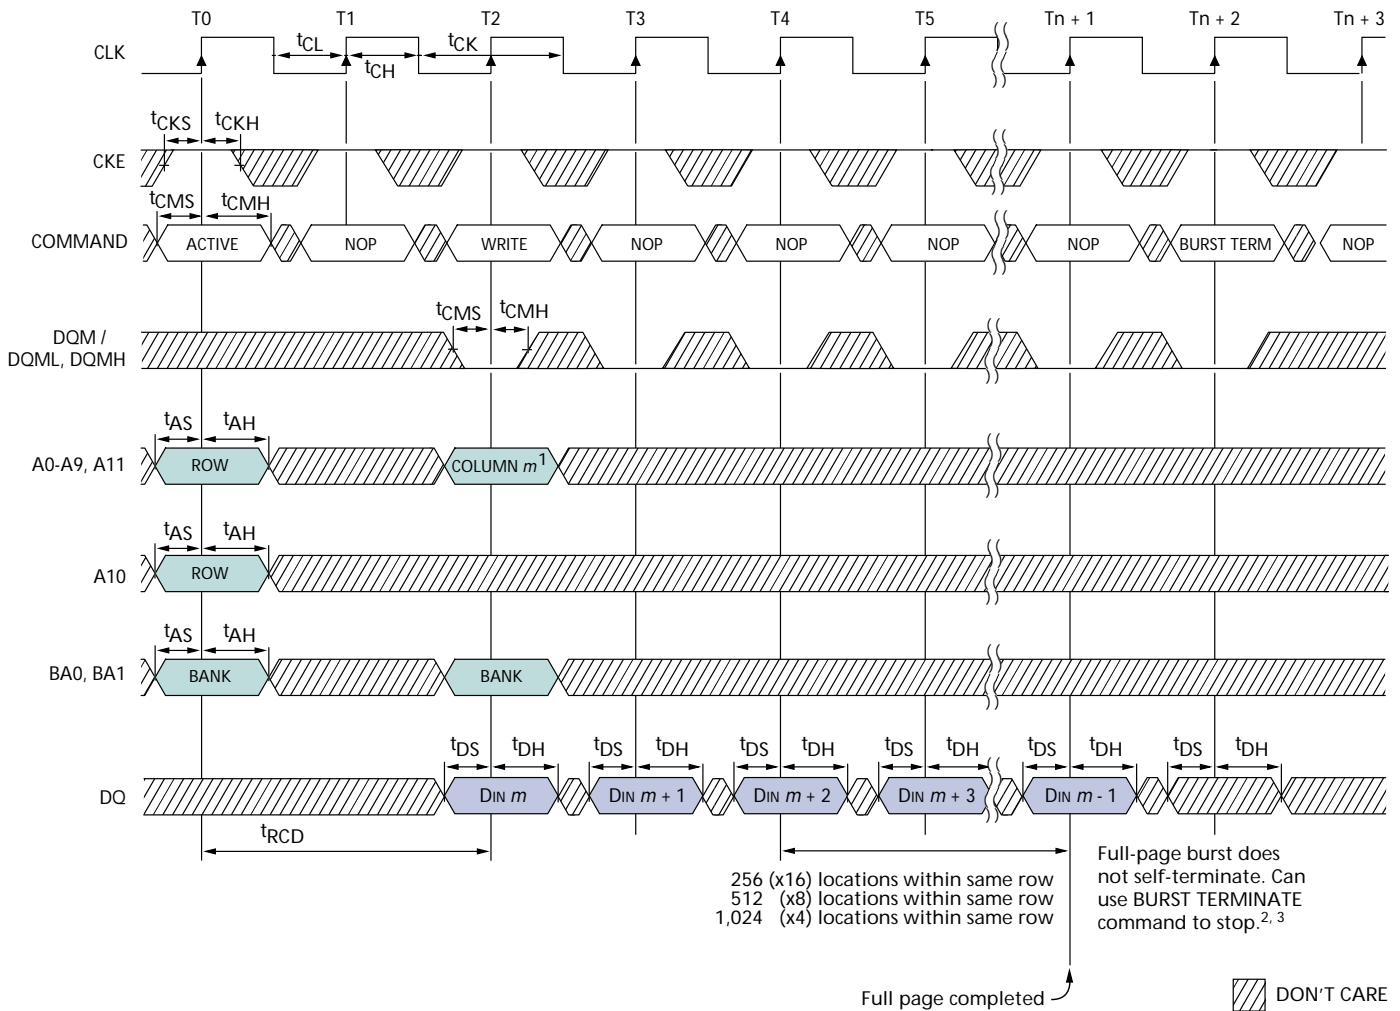 T0 T1 T2 T3 T4 T5 Tn + 1 Tn + 2 Tn + 3
CLK
tCL
tCK
tCH
tCKS tCKH
CKE
tCMS tCMH
COMMAND
ACTIVE NOP WRITE NOP NOP NOP NOP BURST TERM NOP
tCMS tCMH
DQM /
DQML, DQMH
tAS tAH
A0-A9, A11
ROW COLUMN m1
tAS tAH
A10
ROW
tAS tAH
BA0, BA1
BANK BANK
tDS tDH tDS tDH tDS tDH tDS tDH tDS tDH tDS tDH
DQ
DIN m DIN m + 1 DIN m + 2 DIN m + 3 DIN m - 1
tRCD
256 (x16) locations within same row
512 (x8) locations within same row
1,024 (x4) locations within same row
Full-page burst does
not self-terminate. Can
use BURST TERMINATE
command to stop.2, 3
Full page completed
DON'T CARE